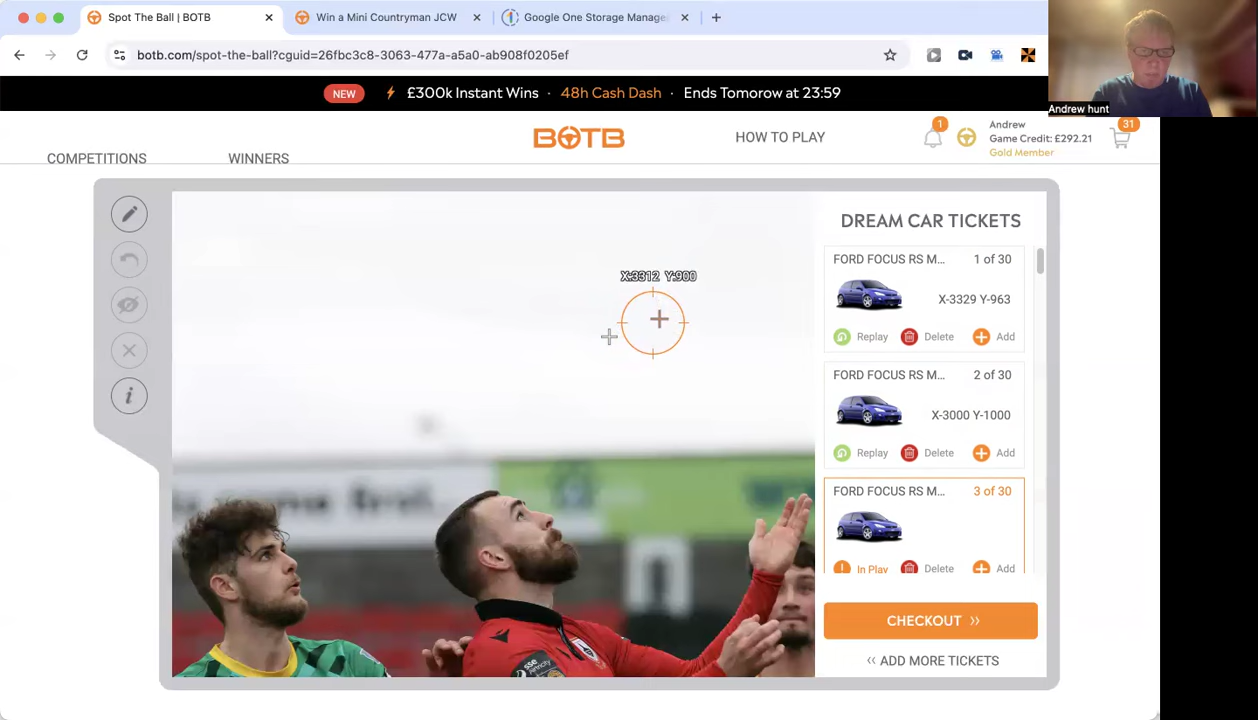 Spot The Ball | BOTB
Win a Mini Countryman JCW
Google One Storage Manage
botb.com/spot-the-ball?cguid=26fbc3c8-3063-477a-a5a0-ab908f0205ef
Andrew hunt
NEW £300k Instant Wins · 48h Cash Dash · Ends Tomorow at 23:59
COMPETITIONS
WINNERS
BOTB
HOW TO PLAY
1
Andrew
Game Credit: £292.21
Gold Member
31
X:3312 Y:900
DREAM CAR TICKETS
FORD FOCUS RS M... 1 of 30
X-3329 Y-963
Replay Delete Add
FORD FOCUS RS M... 2 of 30
X-3000 Y-1000
Replay Delete Add
FORD FOCUS RS M... 3 of 30
In Play Delete Add
CHECKOUT
ADD MORE TICKETS
sse